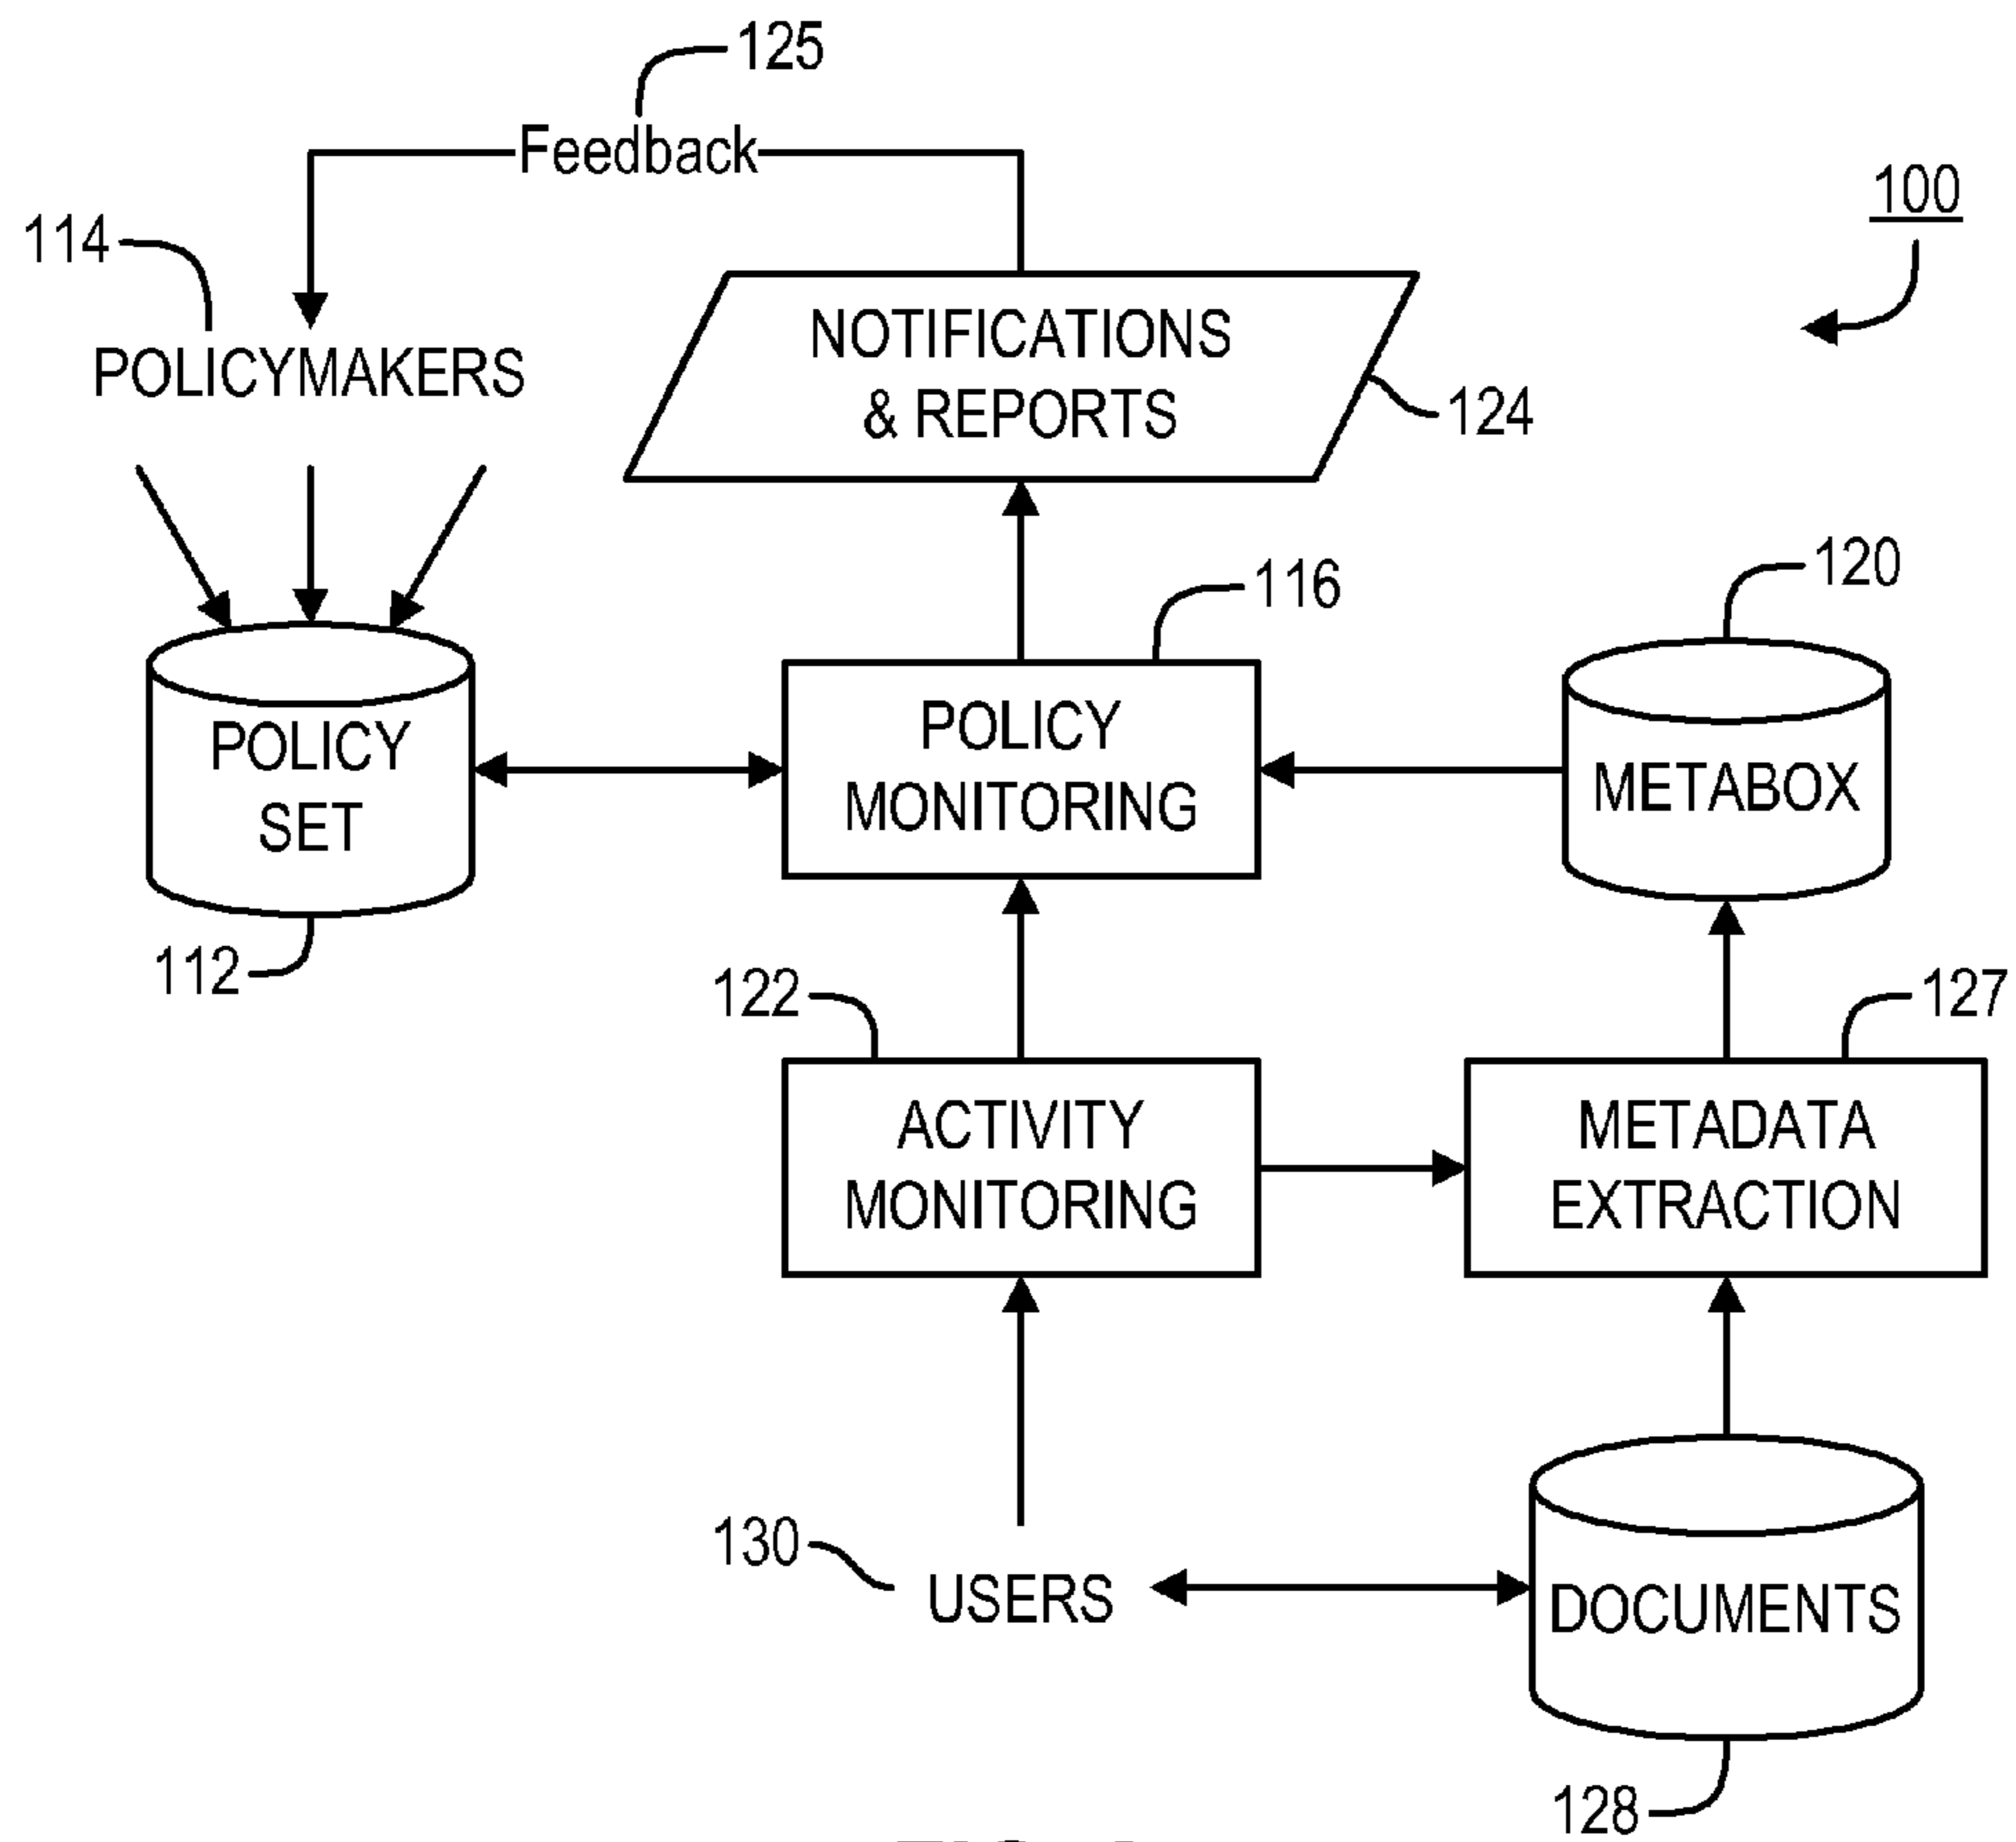 125
Feedback
100
114
POLICYMAKERS
NOTIFICATIONS
& REPORTS
124
116
120
POLICY
SET
POLICY
MONITORING
METABOX
112
122
127
ACTIVITY
MONITORING
METADATA
EXTRACTION
130
USERS
DOCUMENTS
128